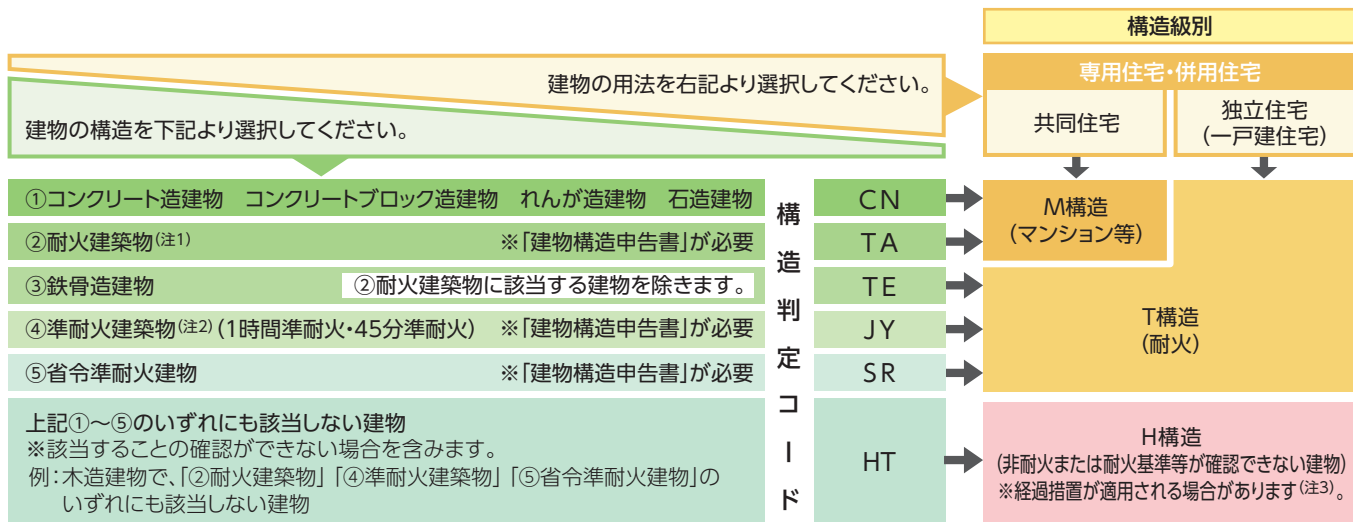 構造級別
専用住宅・併用住宅
建物の用法を右記より選択してください。
建物の構造を下記より選択してください。
共同住宅
独立住宅
(一戸建住宅)
①コンクリート造建物 コンクリートブロック造建物 れんが造建物 石造建物
②耐火建築物(注1) ※「建物構造申告書」が必要
③鉄骨造建物 ②耐火建築物に該当する建物を除きます。
④準耐火建築物(注2)(1時間準耐火・45分準耐火) ※「建物構造申告書」が必要
⑤省令準耐火建物 ※「建物構造申告書」が必要
上記①〜⑤のいずれにも該当しない建物
※該当することの確認ができない場合を含みます。
例:木造建物で、「②耐火建築物」「④準耐火建築物」「⑤省令準耐火建物」の
いずれにも該当しない建物
構造判定コード
CN
TA
TE
JY
SR
HT
M構造
(マンション等)
T構造
(耐火)
H構造
(非耐火または耐火基準等が確認できない建物)
※経過措置が適用される場合があります(注3)。